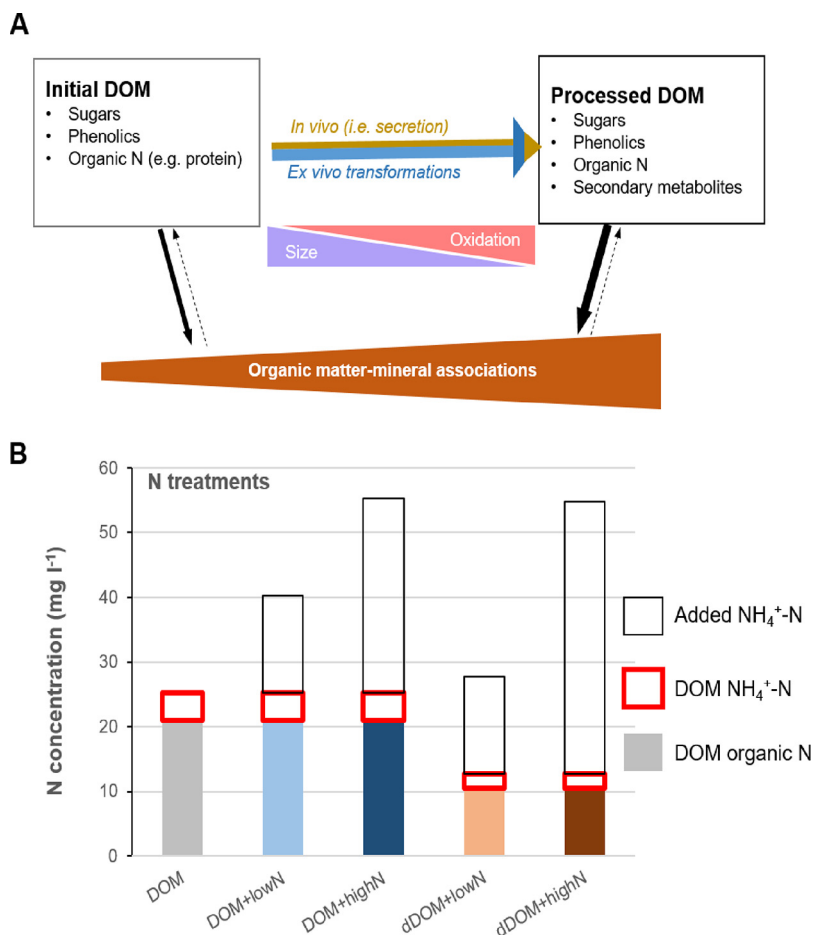 A
Initial DOM
• Sugars
• Phenolics
• Organic N (e.g. protein)
In vivo (i.e. secretion)
Ex vivo transformations
Processed DOM
• Sugars
• Phenolics
• Organic N
• Secondary metabolites
Oxidation
Size
Organic matter-mineral associations
B
N treatments
N concentration (mg l⁻¹)
60
50
40
30
20
10
0
DOM
DOM+lowN
DOM+highN
dDOM+lowN
dDOM+highN
Added NH₄⁺-N
DOM NH₄⁺-N
DOM organic N